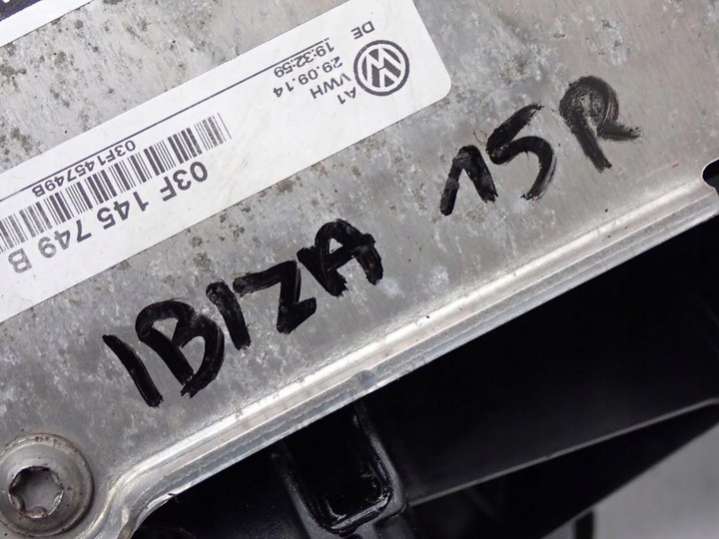 DE
19:32:59
29.09.14
VWH
A1
03F145749B
03F 145 749 B
IBIZA 15R